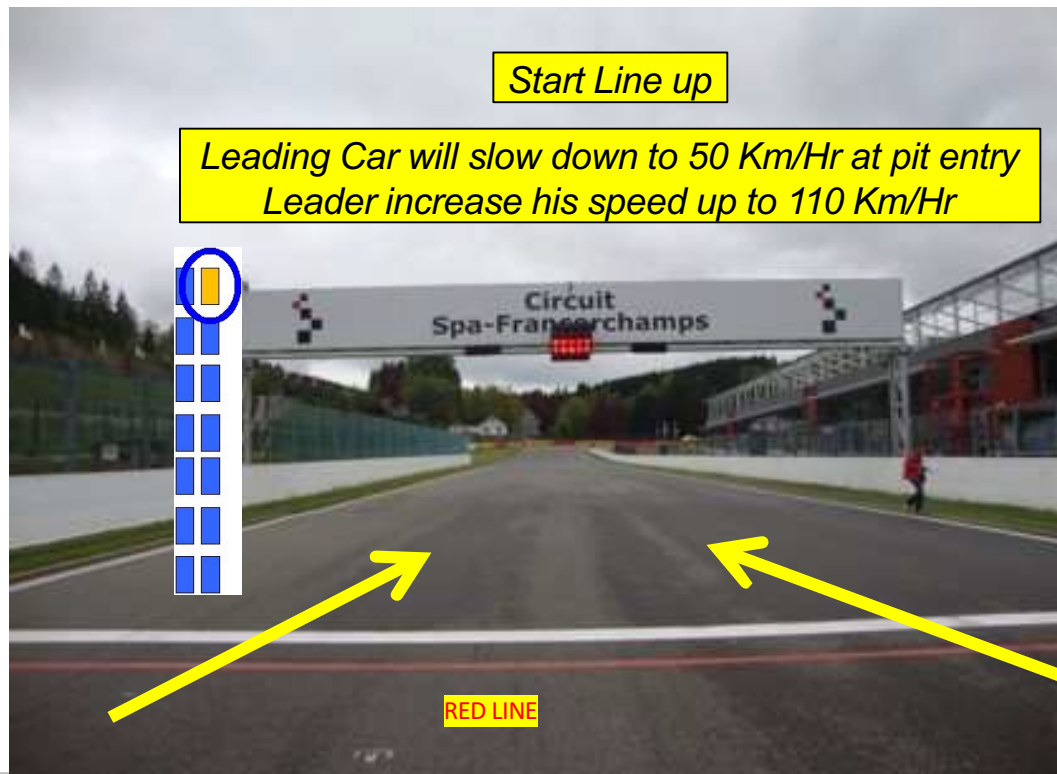 Start Line up
Leading Car will slow down to 50 Km/Hr at pit entry
Leader increase his speed up to 110 Km/Hr
Circuit
Spa-Francorchamps
RED LINE